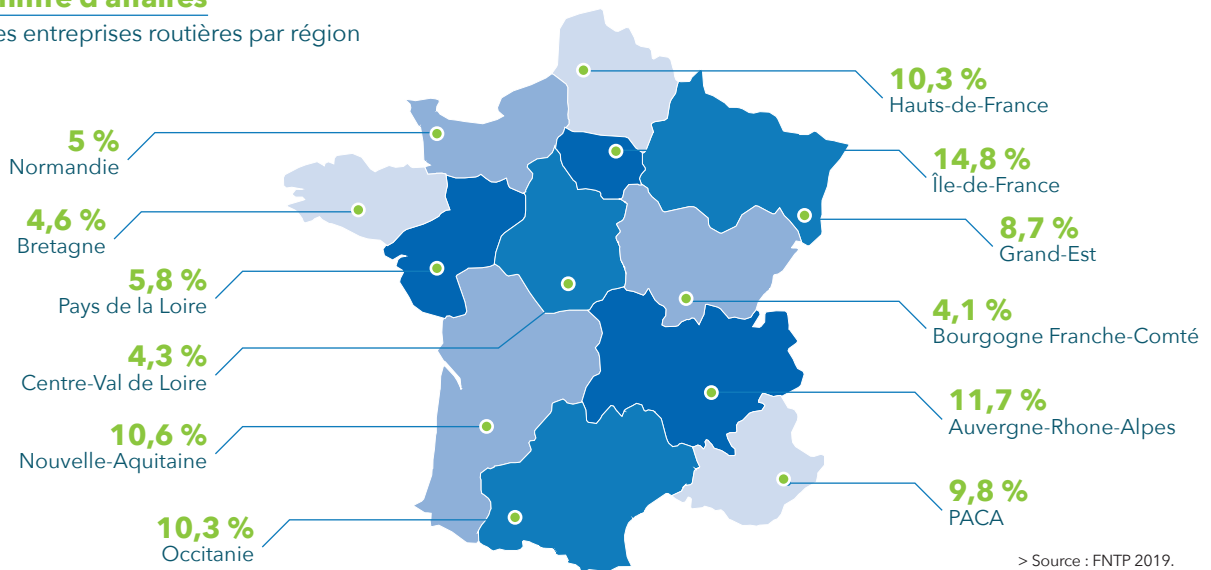 d'affaires
es entreprises routières par région
10,3 %
Hauts-de-France
5 %
Normandie
14,8 %
Île-de-France
4,6 %
Bretagne
8,7 %
Grand-Est
5,8 %
Pays de la Loire
4,1 %
Bourgogne Franche-Comté
4,3 %
Centre-Val de Loire
11,7 %
Auvergne-Rhone-Alpes
10,6 %
Nouvelle-Aquitaine
9,8 %
PACA
10,3 %
Occitanie
> Source : FNTP 2019.